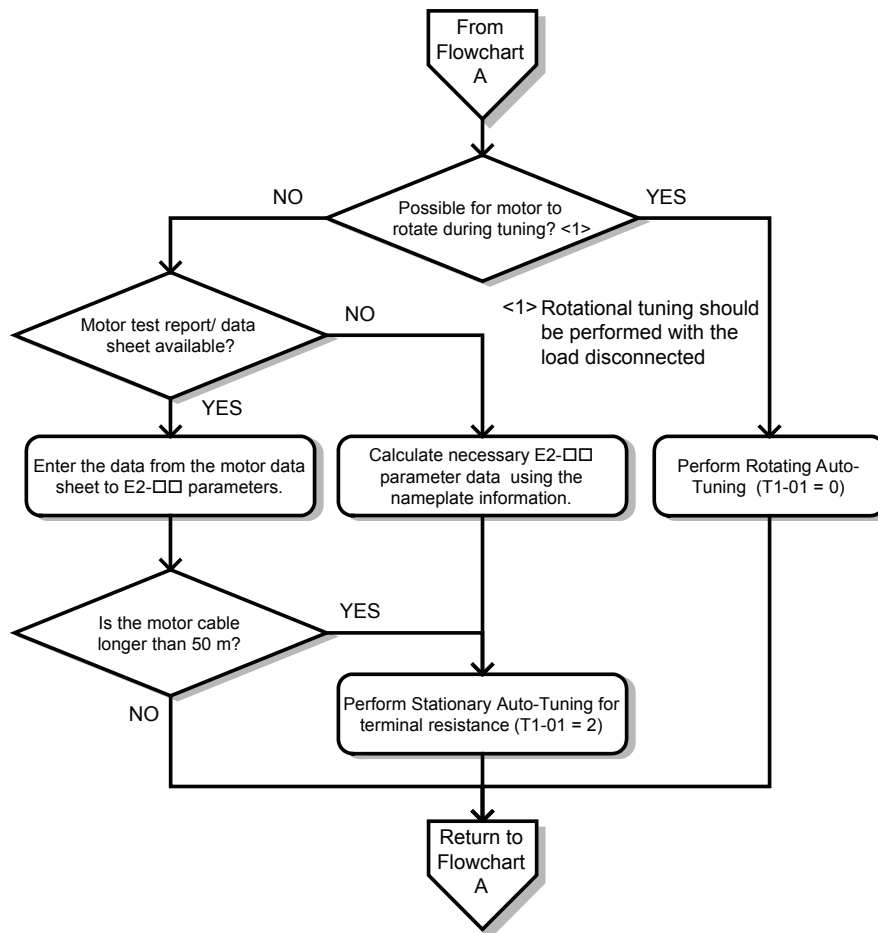 From
Flowchart
A
NO
YES
Possible for motor to
rotate during tuning? <1>
<1> Rotational tuning should
be performed with the
load disconnected
Motor test report/ data
sheet available?
NO
YES
Enter the data from the motor data
sheet to E2-□□ parameters.
Calculate necessary E2-□□
parameter data using the
nameplate information.
Perform Rotating Auto-
Tuning (T1-01 = 0)
Is the motor cable
longer than 50 m?
YES
NO
Perform Stationary Auto-Tuning for
terminal resistance (T1-01 = 2)
Return to
Flowchart
A